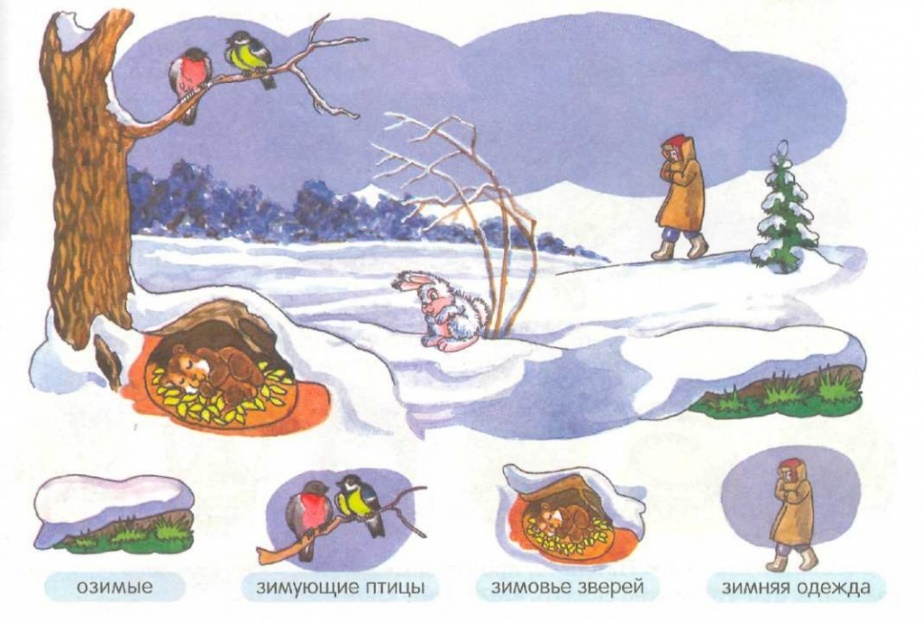 озимые
зимующие птицы
зимовье зверей
зимняя одежда